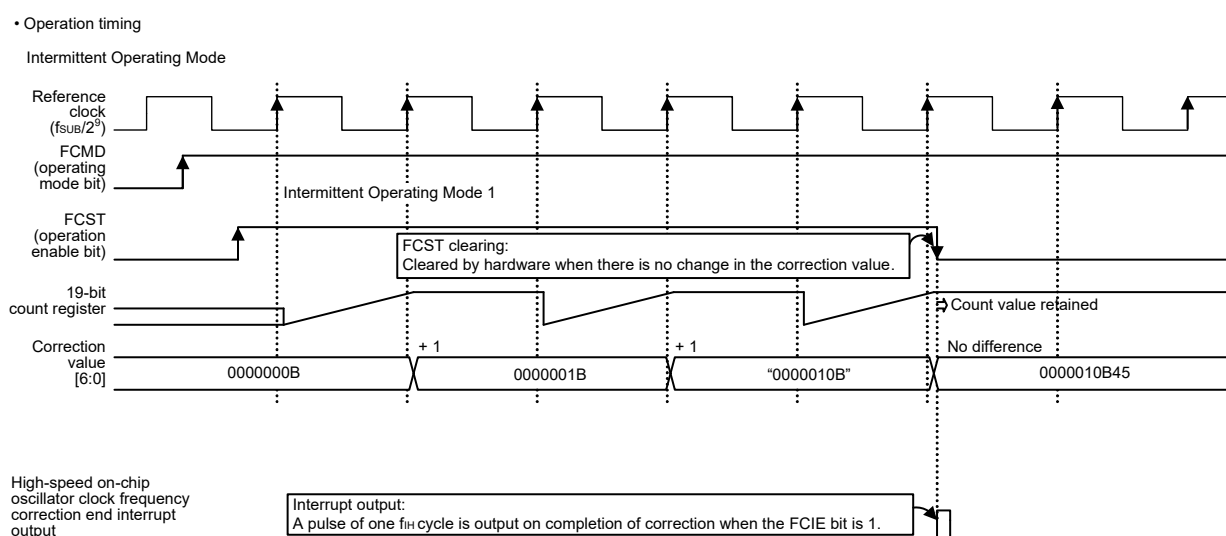 • Operation timing
Intermittent Operating Mode
Reference
clock
(fSUB/2⁹)
FCMD
(operating
mode bit)
Intermittent Operating Mode 1
FCST
(operation
enable bit)
FCST clearing:
Cleared by hardware when there is no change in the correction value.
19-bit
count register
Count value retained
Correction
value
[6:0]
+ 1
+ 1
No difference
0000000B
0000001B
“0000010B”
0000010B45
High-speed on-chip
oscillator clock frequency
correction end interrupt
output
Interrupt output:
A pulse of one fIH cycle is output on completion of correction when the FCIE bit is 1.